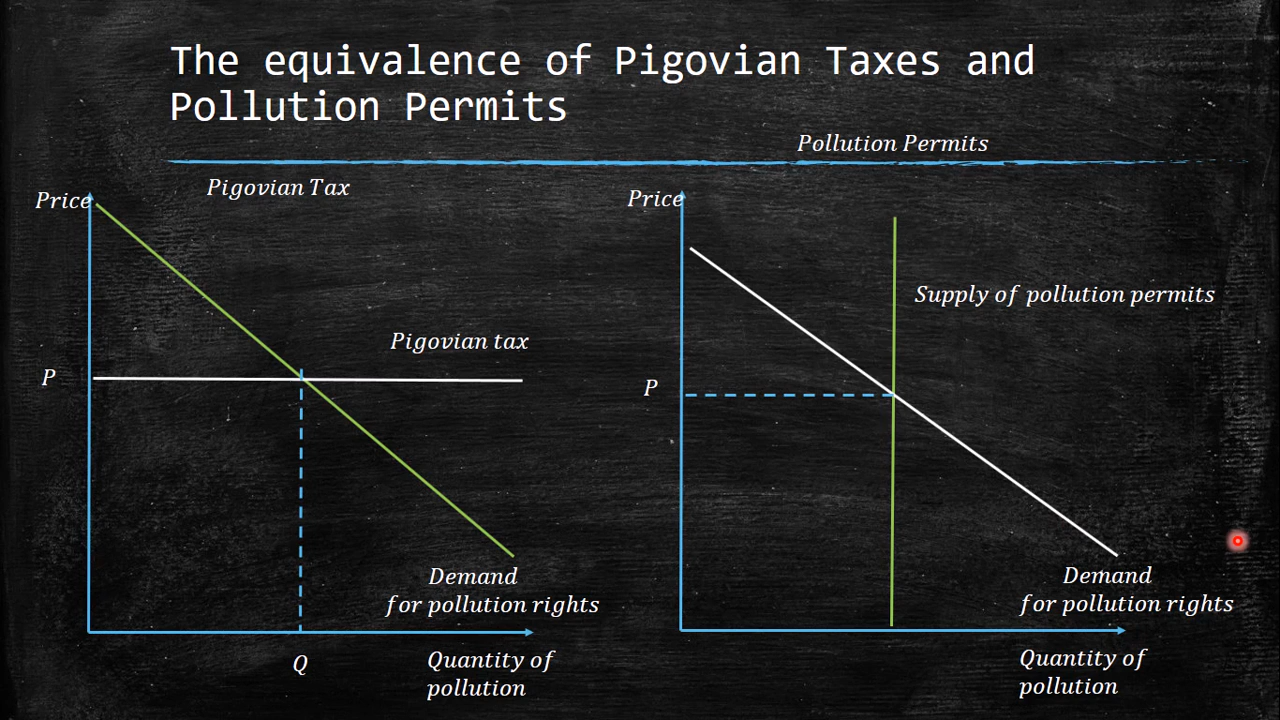 The equivalence of Pigovian Taxes and
Pollution Permits
Pigovian Tax
Price
Pigovian tax
P
Demand
for pollution rights
Q
Quantity of
pollution
Pollution Permits
Price
Supply of pollution permits
P
Demand
for pollution rights
Quantity of
pollution